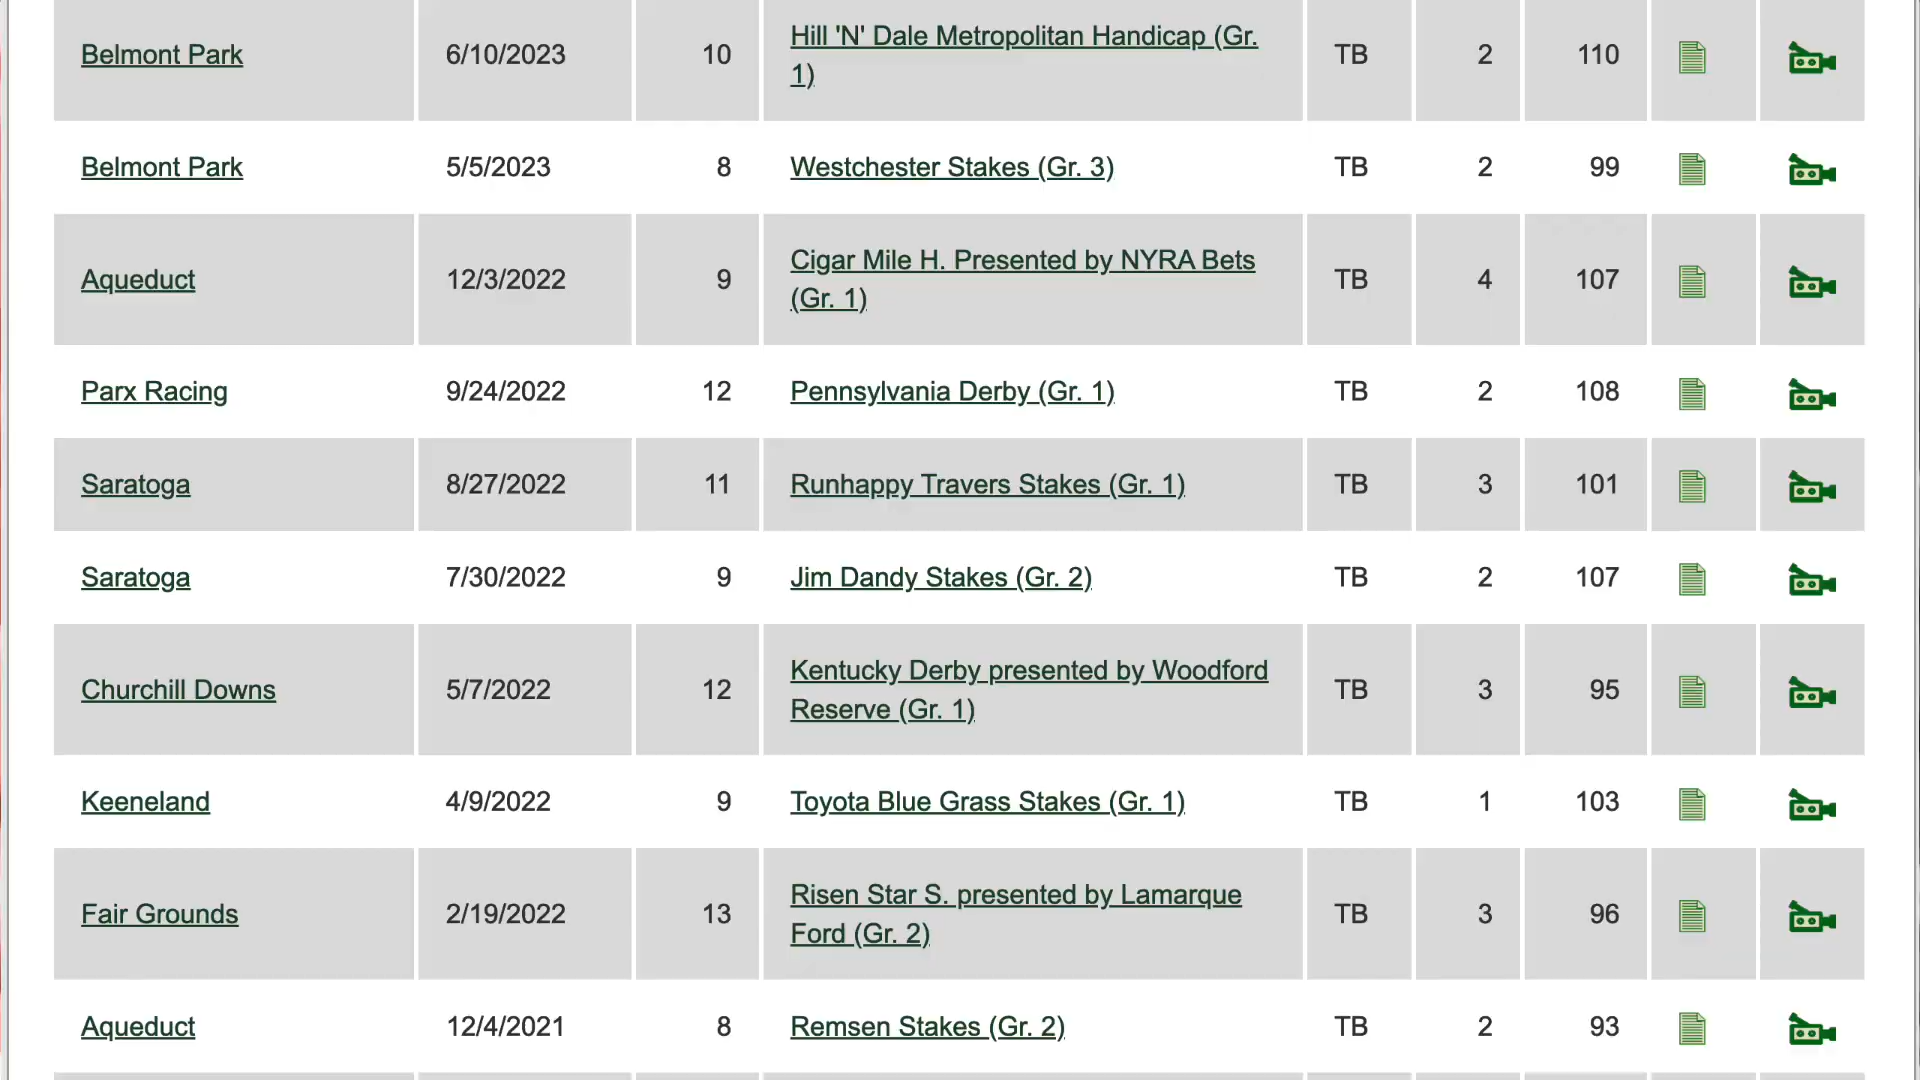 Belmont Park 6/10/2023 10 Hill 'N' Dale Metropolitan Handicap (Gr. TB 2 110
1)
Belmont Park 5/5/2023 8 Westchester Stakes (Gr. 3) TB 2 99
Aqueduct 12/3/2022 9 Cigar Mile H. Presented by NYRA Bets TB 4 107
(Gr. 1)
Parx Racing 9/24/2022 12 Pennsylvania Derby (Gr. 1) TB 2 108
Saratoga 8/27/2022 11 Runhappy Travers Stakes (Gr. 1) TB 3 101
Saratoga 7/30/2022 9 Jim Dandy Stakes (Gr. 2) TB 2 107
Churchill Downs 5/7/2022 12 Kentucky Derby presented by Woodford TB 3 95
Reserve (Gr. 1)
Keeneland 4/9/2022 9 Toyota Blue Grass Stakes (Gr. 1) TB 1 103
Fair Grounds 2/19/2022 13 Risen Star S. presented by Lamarque TB 3 96
Ford (Gr. 2)
Aqueduct 12/4/2021 8 Remsen Stakes (Gr. 2) TB 2 93